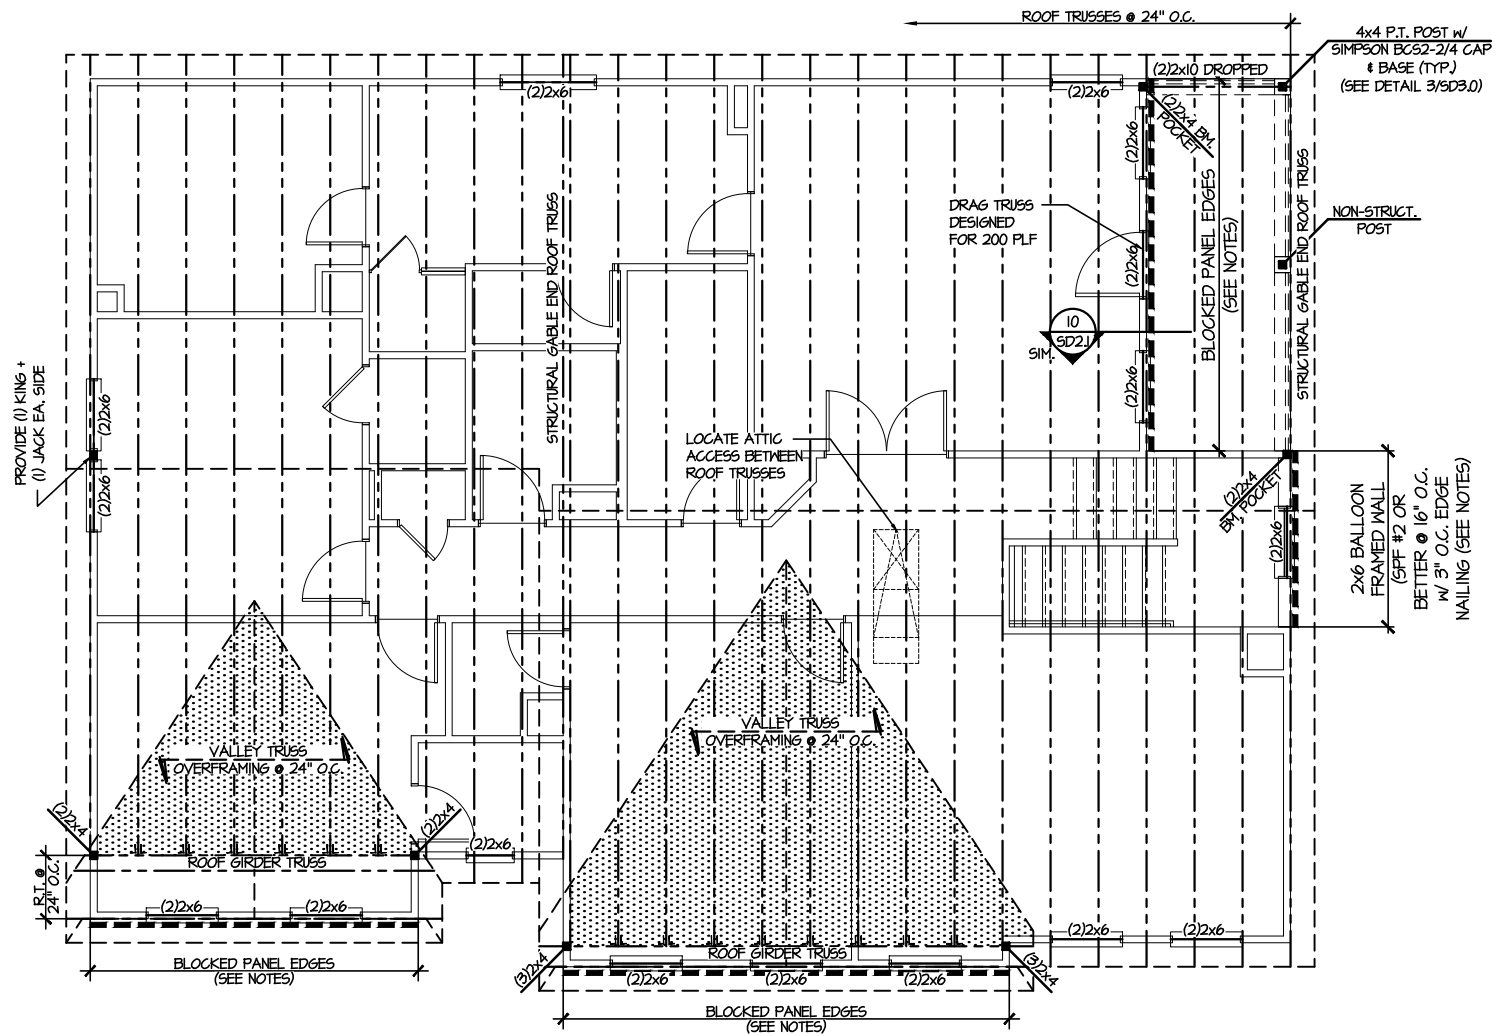 ROOF TRUSSES @ 24" O.C.
4x4 P.T. POST w/
SIMPSON BCS2-2/4 CAP
& BASE (TYP.)
(SEE DETAIL 3/SD3.0)
(2)2x10 DROPPED
(2)2x6
(2)2x6
(2)2x4 BM.
POCKET
(2)2x6
(2)2x6
(2)2x6
DRAG TRUSS
DESIGNED
FOR 200 PLF
BLOCKED PANEL EDGES
(SEE NOTES)
STRUCTURAL GABLE END ROOF TRUSS
NON-STRUCT.
POST
10
SD2.1
SIM.
STRUCTURAL GABLE END ROOF TRUSS
PROVIDE (1) KING +
(1) JACK EA. SIDE
(2)2x6
(2)2x6
LOCATE ATTIC
ACCESS BETWEEN
ROOF TRUSSES
(2)2x4
BM. POCKET
(2)2x6
2x6 BALLOON
FRAMED WALL
(SPF #2 OR
BETTER @ 16" O.C.
w/ 3" O.C. EDGE
NAILING (SEE NOTES)
VALLEY TRUSS
OVERFRAMING @ 24" O.C.
VALLEY TRUSS
OVERFRAMING @ 24" O.C.
(2)2x4
(2)2x4
(2)2x6
ROOF GIRDER TRUSS
R.T. @
24" O.C.
(2)2x6
(2)2x6
BLOCKED PANEL EDGES
(SEE NOTES)
(2)2x6
(2)2x6
ROOF GIRDER TRUSS
(3)2x4
(3)2x4
(2)2x6
(2)2x6
(2)2x6
BLOCKED PANEL EDGES
(SEE NOTES)